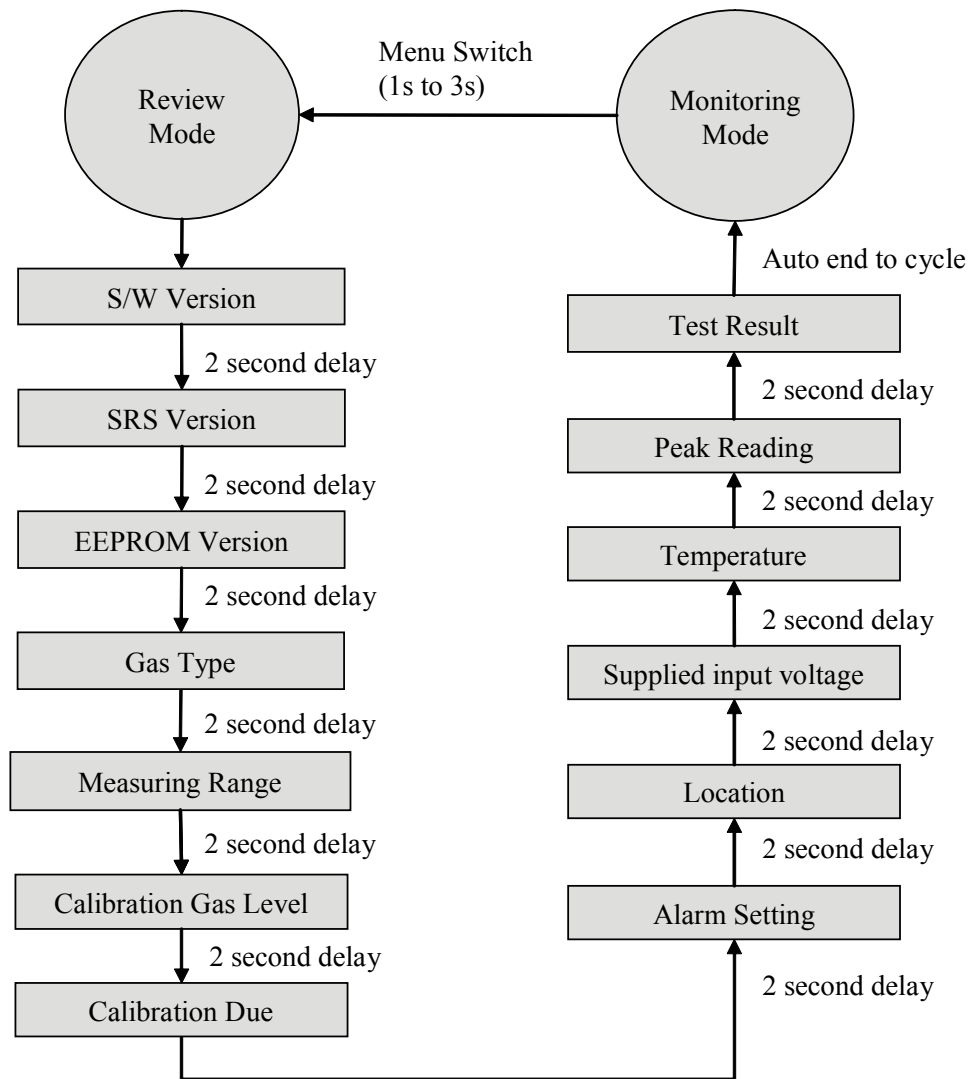 Menu Switch
(1s to 3s)
Review
Mode
Monitoring
Mode
S/W Version
2 second delay
SRS Version
2 second delay
EEPROM Version
2 second delay
Gas Type
2 second delay
Measuring Range
2 second delay
Calibration Gas Level
2 second delay
Calibration Due
2 second delay
Alarm Setting
2 second delay
Location
2 second delay
Supplied input voltage
2 second delay
Temperature
2 second delay
Peak Reading
2 second delay
Test Result
Auto end to cycle